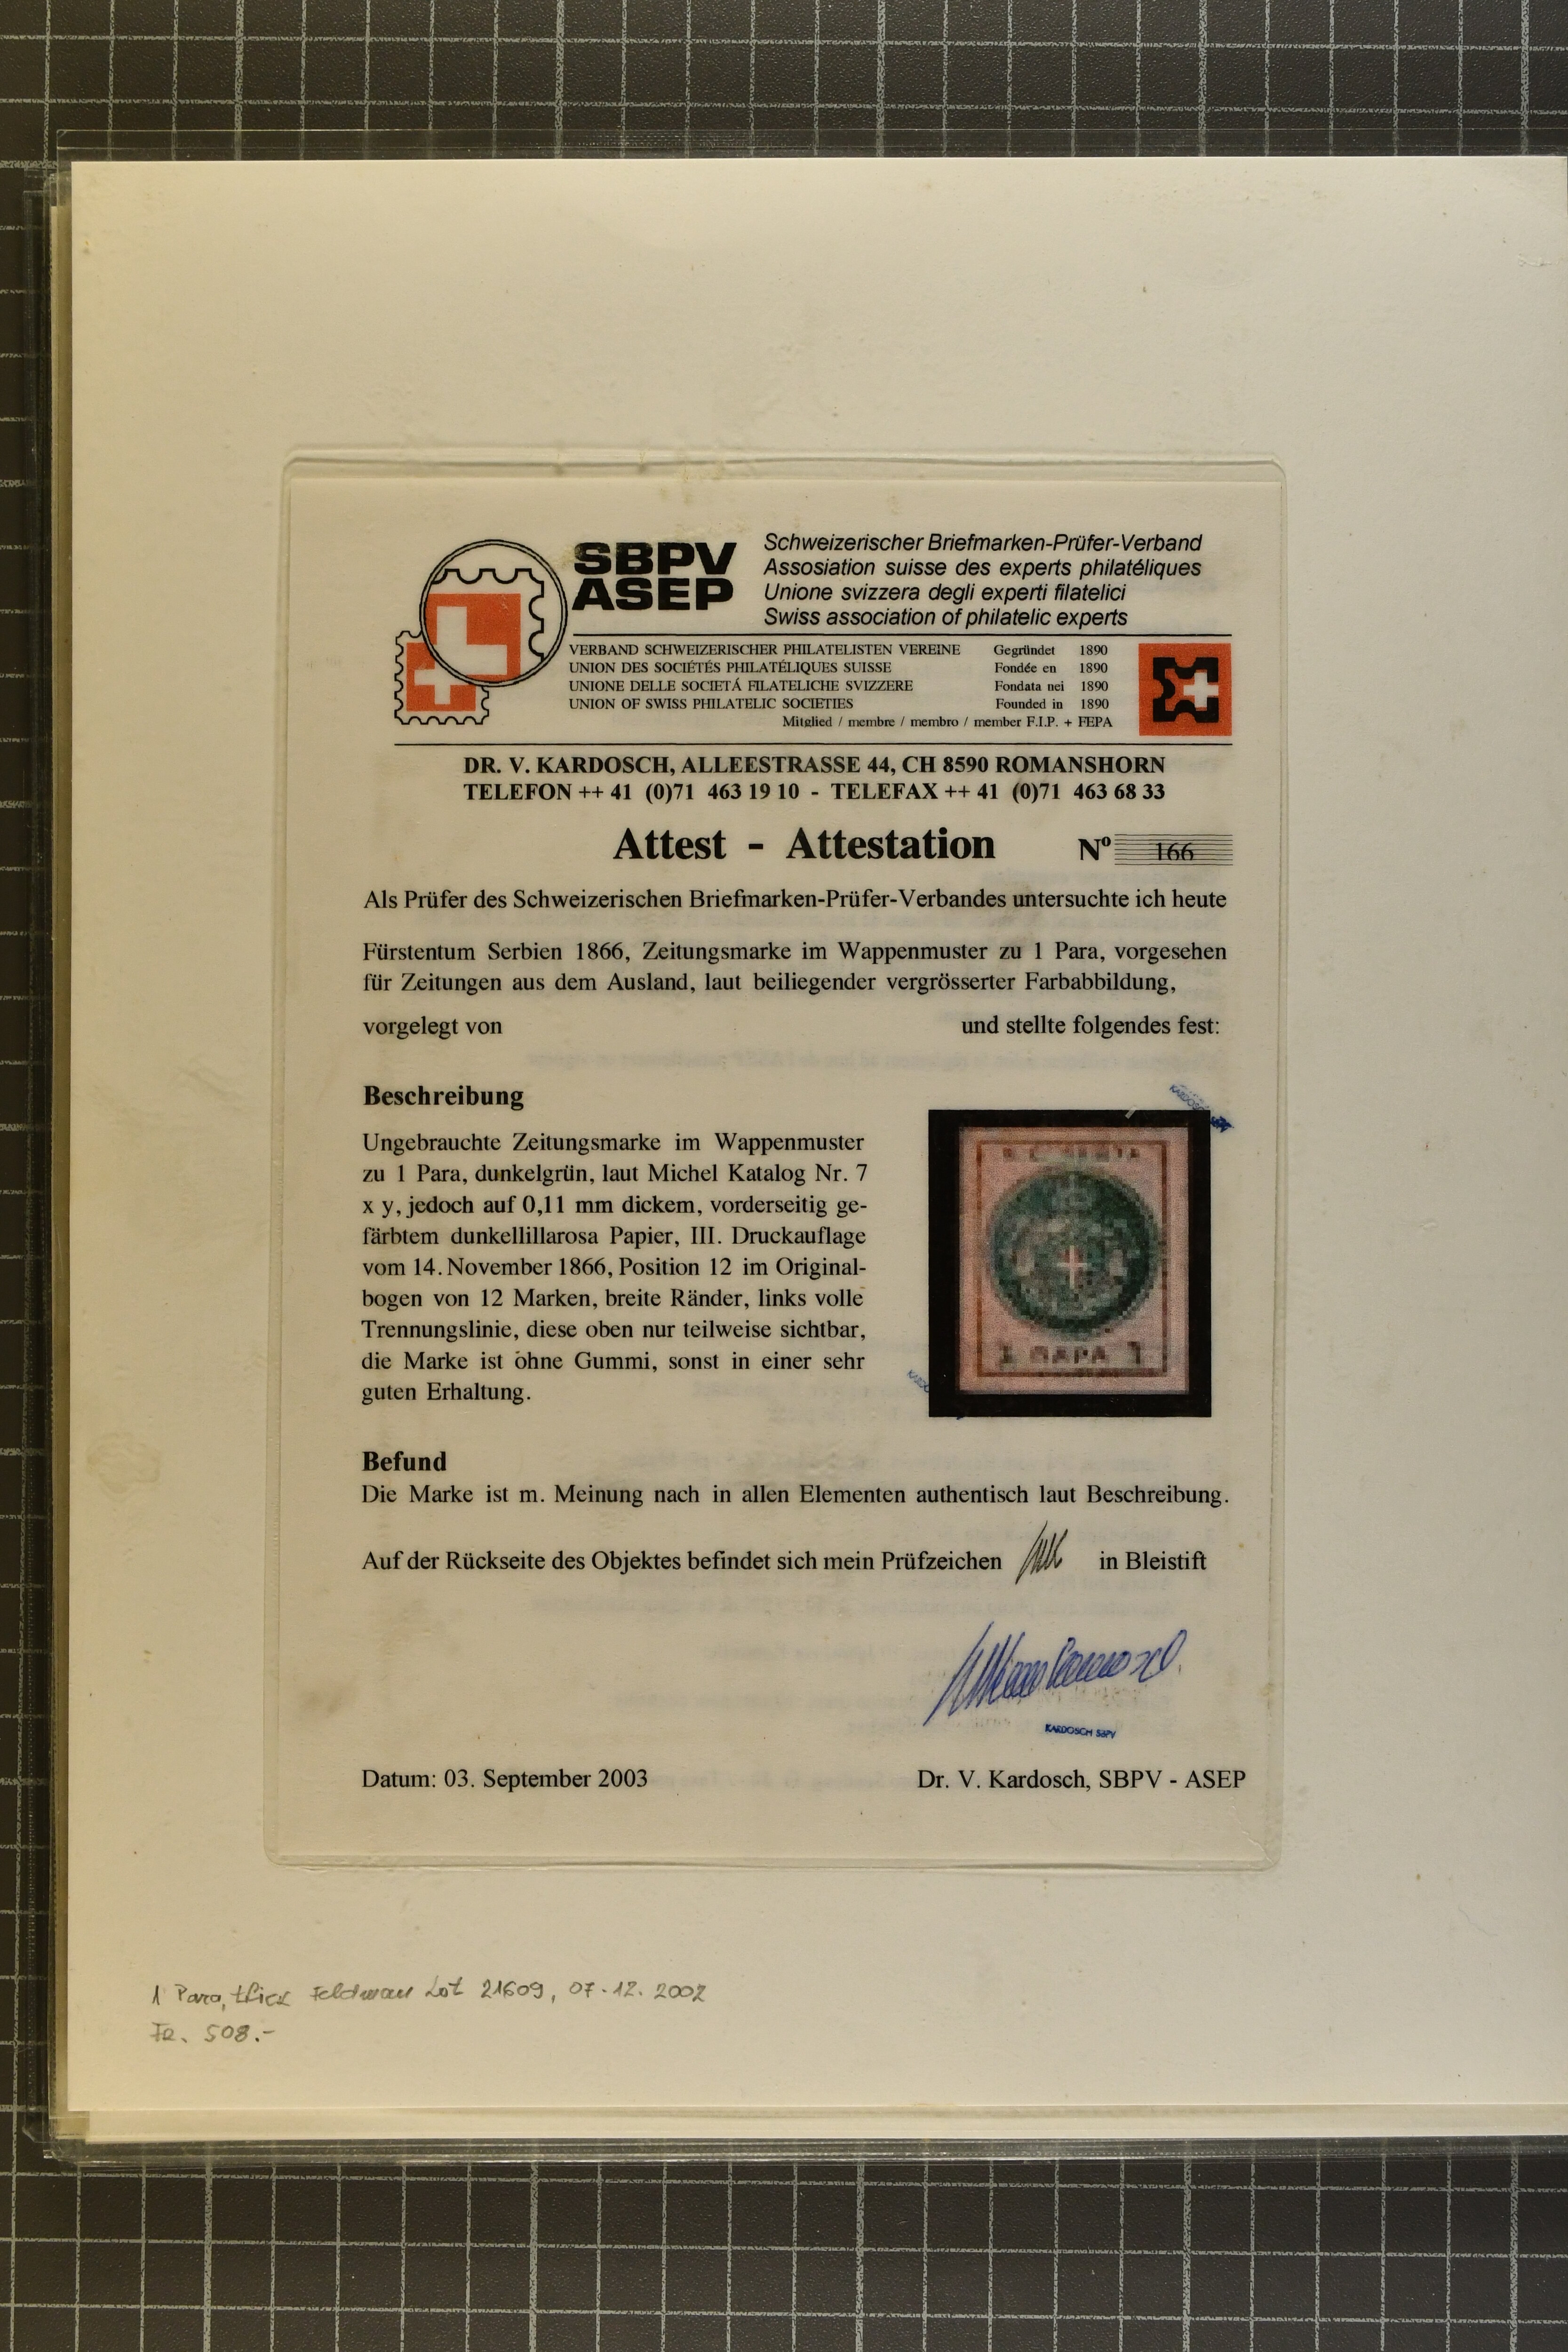 SBPV
ASEP
Schweizerischer Briefmarken-Prüfer-Verband
Assosiation suisse des experts philatéliques
Unione svizzera degli experti filatelici
Swiss association of philatelic experts
VERBAND SCHWEIZERISCHER PHILATELISTEN VEREINE Gegründet 1890
UNION DES SOCIÉTÉS PHILATÉLIQUES SUISSE Fondée en 1890
UNIONE DELLE SOCIETÁ FILATELICHE SVIZZERE Fondata nei 1890
UNION OF SWISS PHILATELIC SOCIETIES Founded in 1890
Mitglied / membre / membro / member F.I.P. + FEPA
DR. V. KARDOSCH, ALLEESTRASSE 44, CH 8590 ROMANSHORN
TELEFON ++ 41 (0)71 463 19 10 - TELEFAX ++ 41 (0)71 463 68 33
Attest - Attestation Nº 166
Als Prüfer des Schweizerischen Briefmarken-Prüfer-Verbandes untersuchte ich heute
Fürstentum Serbien 1866, Zeitungsmarke im Wappenmuster zu 1 Para, vorgesehen
für Zeitungen aus dem Ausland, laut beiliegender vergrösserter Farbabbildung,
vorgelegt von und stellte folgendes fest:
Beschreibung
Ungebrauchte Zeitungsmarke im Wappenmuster
zu 1 Para, dunkelgrün, laut Michel Katalog Nr. 7
x y, jedoch auf 0,11 mm dickem, vorderseitig ge-
färbtem dunkellillarosa Papier, III. Druckauflage
vom 14. November 1866, Position 12 im Original-
bogen von 12 Marken, breite Ränder, links volle
Trennungslinie, diese oben nur teilweise sichtbar,
die Marke ist ohne Gummi, sonst in einer sehr
guten Erhaltung.
1 ПАРА 1
Befund
Die Marke ist m. Meinung nach in allen Elementen authentisch laut Beschreibung.
Auf der Rückseite des Objektes befindet sich mein Prüfzeichen in Bleistift
KARDOSCH SBPV
Datum: 03. September 2003 Dr. V. Kardosch, SBPV - ASEP
1 Para, thick Feldman Lot 21609, 07.12.2002
Fr. 508.-